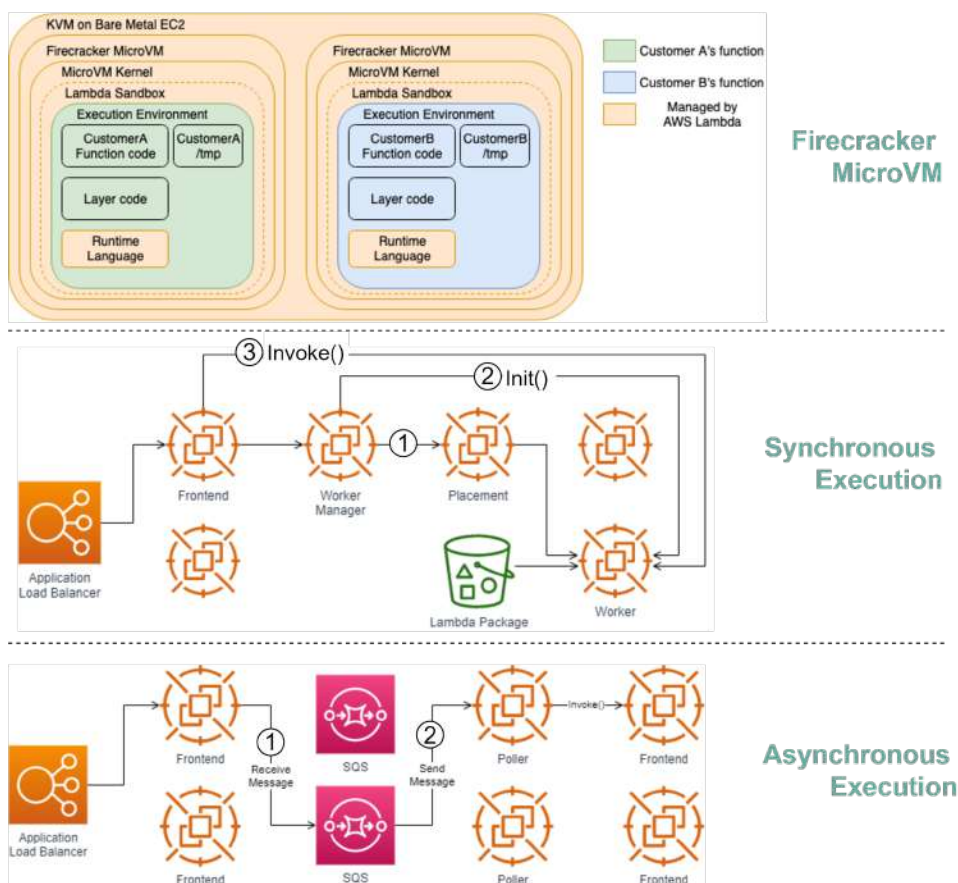 KVM on Bare Metal EC2
Firecracker MicroVM
MicroVM Kernel
Lambda Sandbox
Execution Environment
CustomerA
Function code
CustomerA
/tmp
Layer code
Runtime
Language
Firecracker MicroVM
MicroVM Kernel
Lambda Sandbox
Execution Environment
CustomerB
Function code
CustomerB
/tmp
Layer code
Runtime
Language
Customer A's function
Customer B's function
Managed by
AWS Lambda
Firecracker
MicroVM
3 Invoke()
2 Init()
1
Frontend
Worker
Manager
Placement
Application
Load Balancer
Lambda Package
Worker
Synchronous
Execution
Frontend
1
Receive
Message
SQS
2
Send
Message
Poller
Invoke()
Frontend
Application
Load Balancer
Frontend
SQS
Poller
Frontend
Asynchronous
Execution